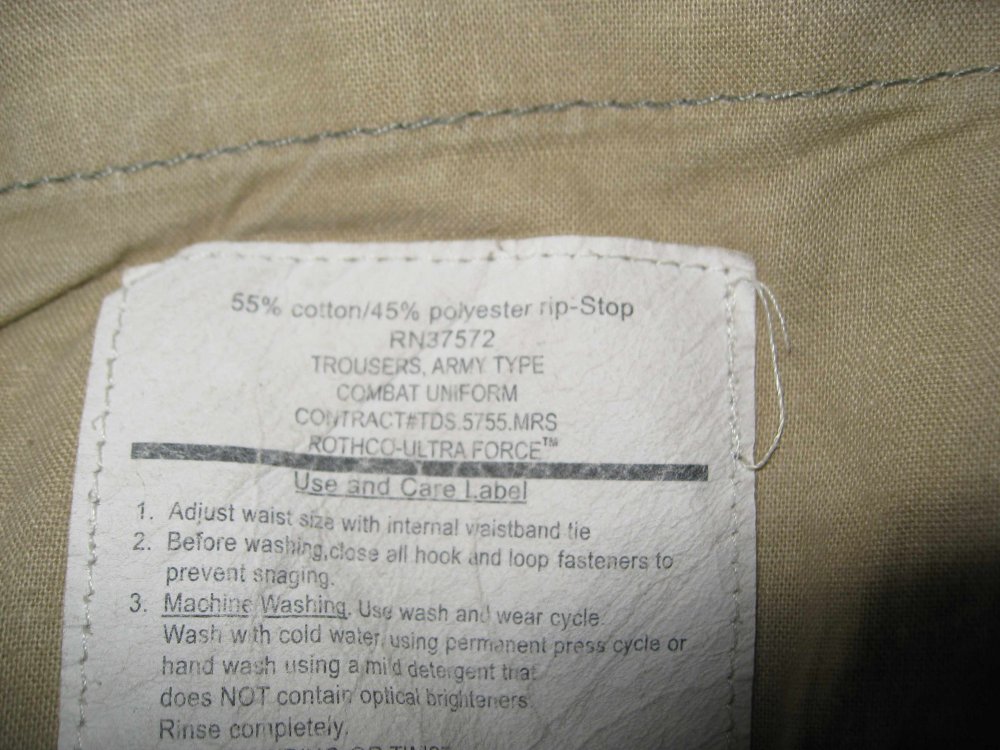 55% cotton/45% polyester rip-Stop
RN37572
TROUSERS, ARMY TYPE
COMBAT UNIFORM
CONTRACT#TDS.5755.MRS
ROTHCO-ULTRA FORCE™
Use and Care Label
1. Adjust waist size with internal waistband tie
2. Before washing,close all hook and loop fasteners to
prevent snaging.
3. Machine Washing. Use wash and wear cycle.
Wash with cold water, using permanent press cycle or
hand wash using a mild detergent that
does NOT contain optical brighteners.
Rinse completely.